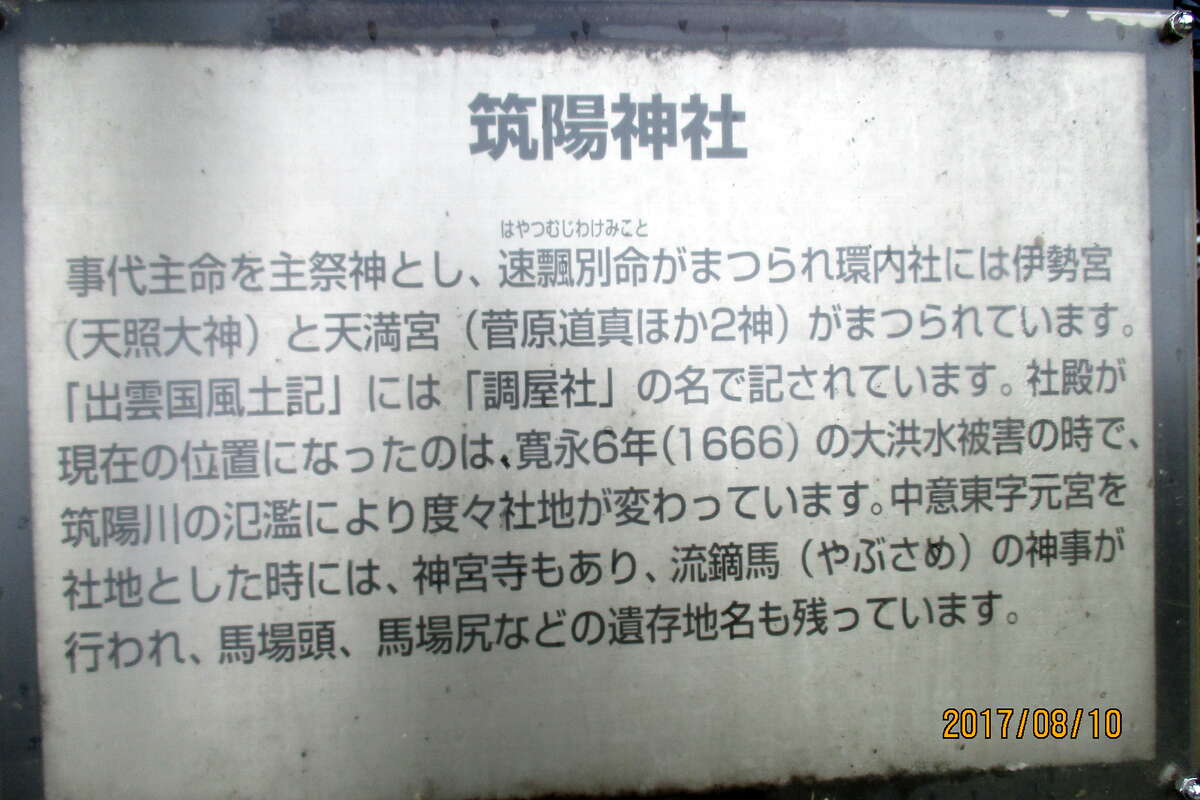 筑陽神社
はやつむじわけみこと
事代主命を主祭神とし、速飄別命がまつられ環内社には伊勢宮
（天照大神）と天満宮（菅原道真ほか2神）がまつられています。
「出雲国風土記」には「調屋社」の名で記されています。社殿が
現在の位置になったのは、寛永6年(1666) の大洪水被害の時で、
筑陽川の氾濫により度々社地が変わっています。中意東字元宮を
社地とした時には、神宮寺もあり、流鏑馬（やぶさめ）の神事が
行われ、馬場頭、馬場尻などの遺存地名も残っています。
2017/08/10